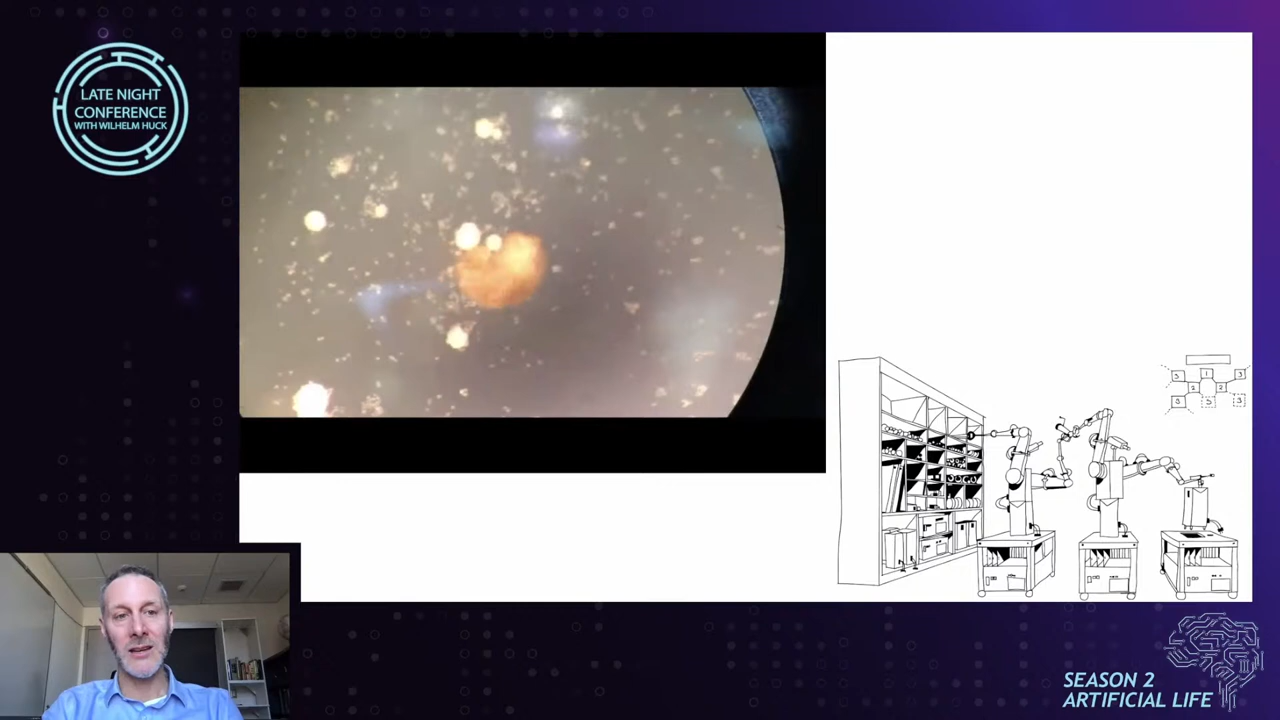 LATE NIGHT
CONFERENCE
WITH WILHELM HUCK
SEASON 2
ARTIFICIAL LIFE